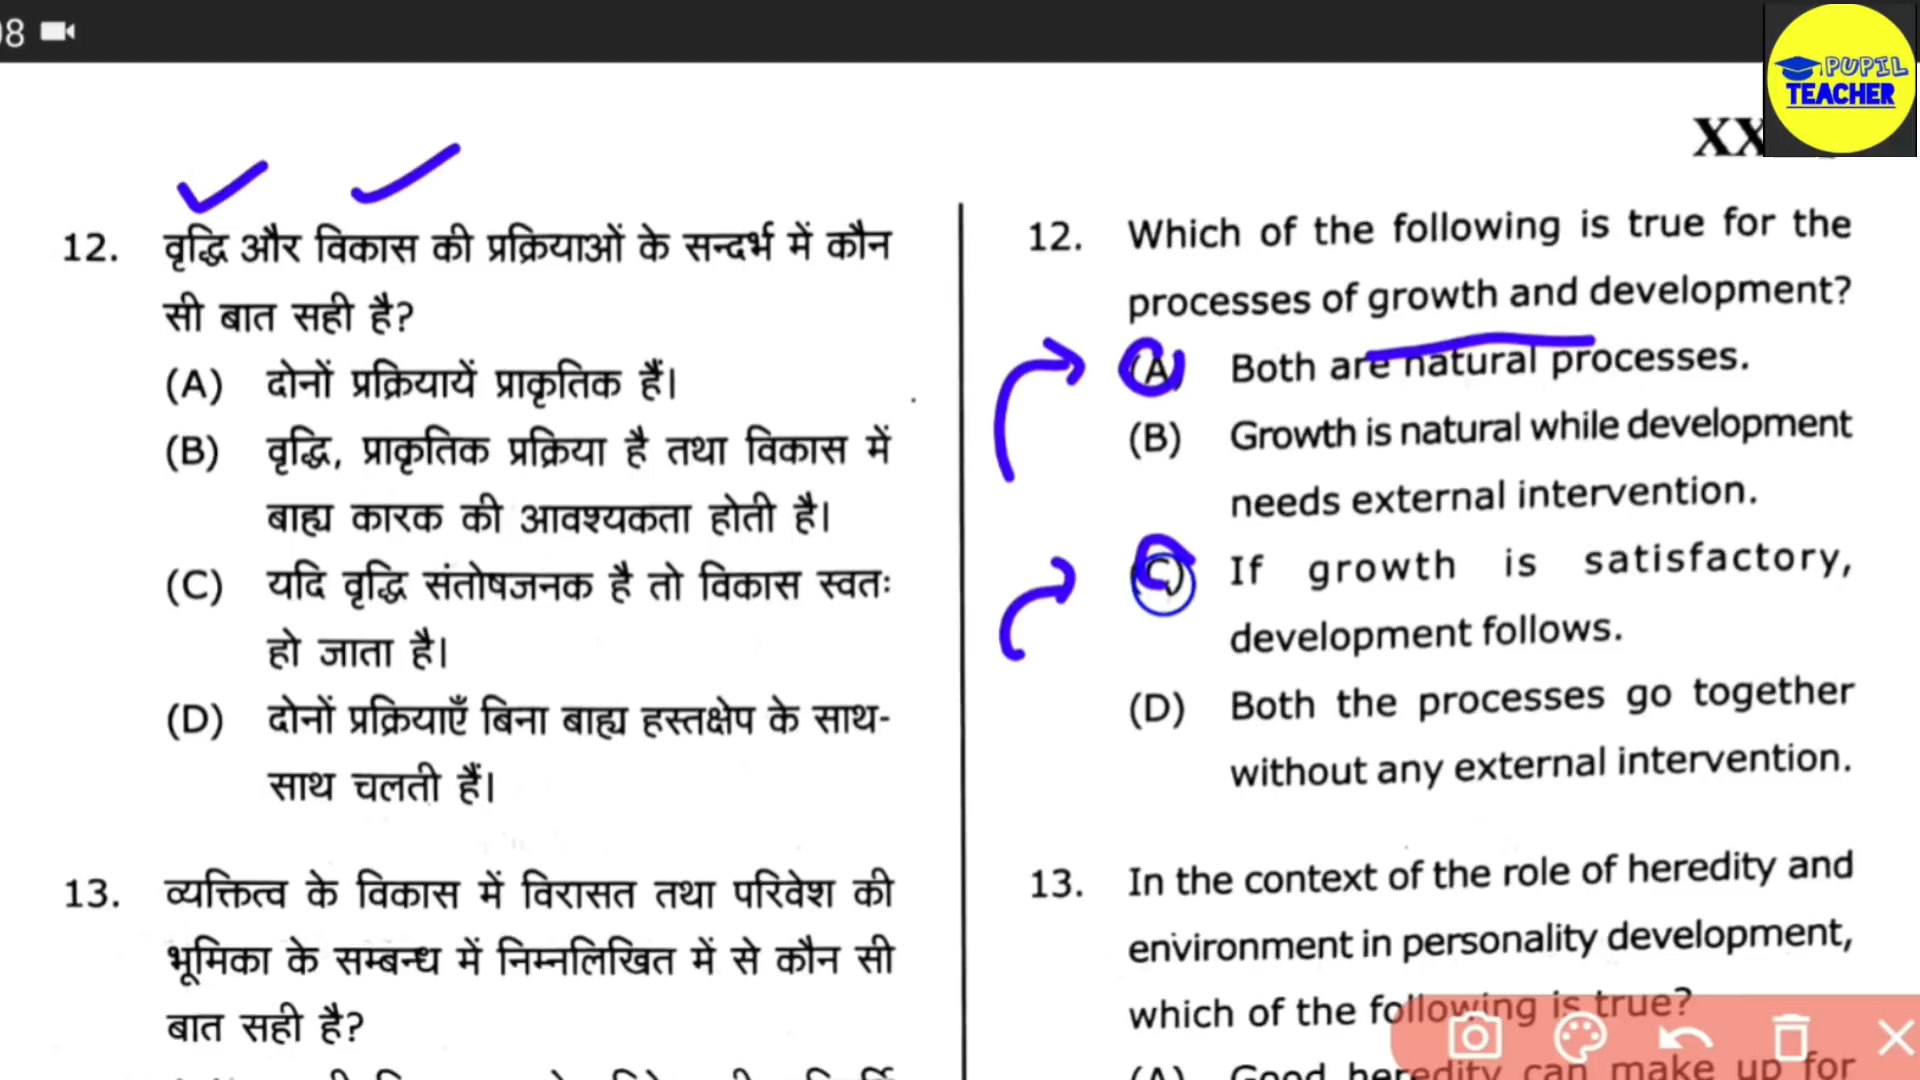 08
PUPIL
TEACHER
XX
12. वृद्धि और विकास की प्रक्रियाओं के सन्दर्भ में कौन
सी बात सही है?
(A) दोनों प्रक्रियायें प्राकृतिक हैं।
(B) वृद्धि, प्राकृतिक प्रक्रिया है तथा विकास में
बाह्य कारक की आवश्यकता होती है।
(C) यदि वृद्धि संतोषजनक है तो विकास स्वतः
हो जाता है।
(D) दोनों प्रक्रियाएँ बिना बाह्य हस्तक्षेप के साथ-
साथ चलती हैं।
13. व्यक्तित्व के विकास में विरासत तथा परिवेश की
भूमिका के सम्बन्ध में निम्नलिखित में से कौन सी
बात सही है?
12. Which of the following is true for the
processes of growth and development?
(A) Both are natural processes.
(B) Growth is natural while development
needs external intervention.
(C) If growth is satisfactory,
development follows.
(D) Both the processes go together
without any external intervention.
13. In the context of the role of heredity and
environment in personality development,
which of the following is true?
(A) Good heredity can make up for